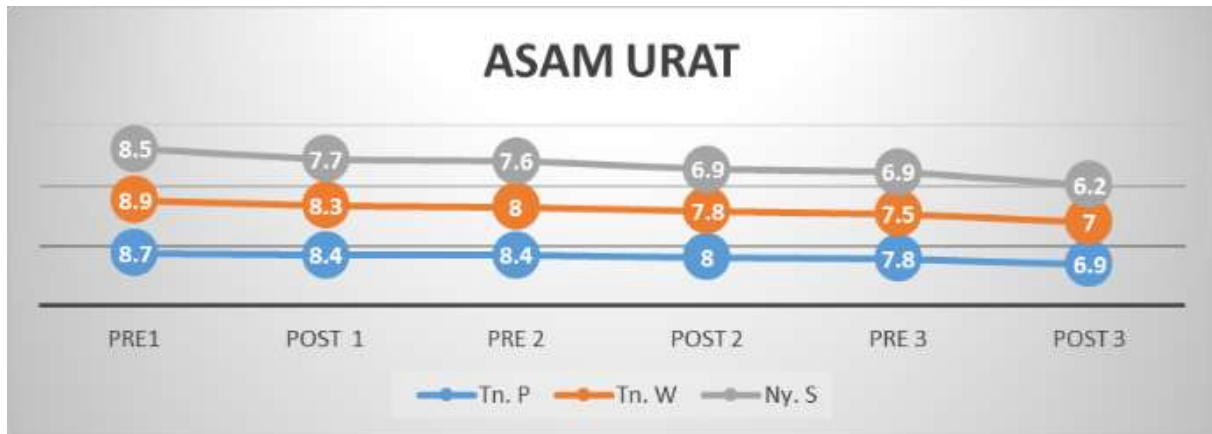 ASAM URAT
8.5 7.7 7.6 6.9 6.9 6.2
8.9 8.3 8 7.8 7.5 7
8.7 8.4 8.4 8 7.8 6.9
PRE1 POST 1 PRE 2 POST 2 PRE 3 POST 3
Tn. P Tn. W Ny. S